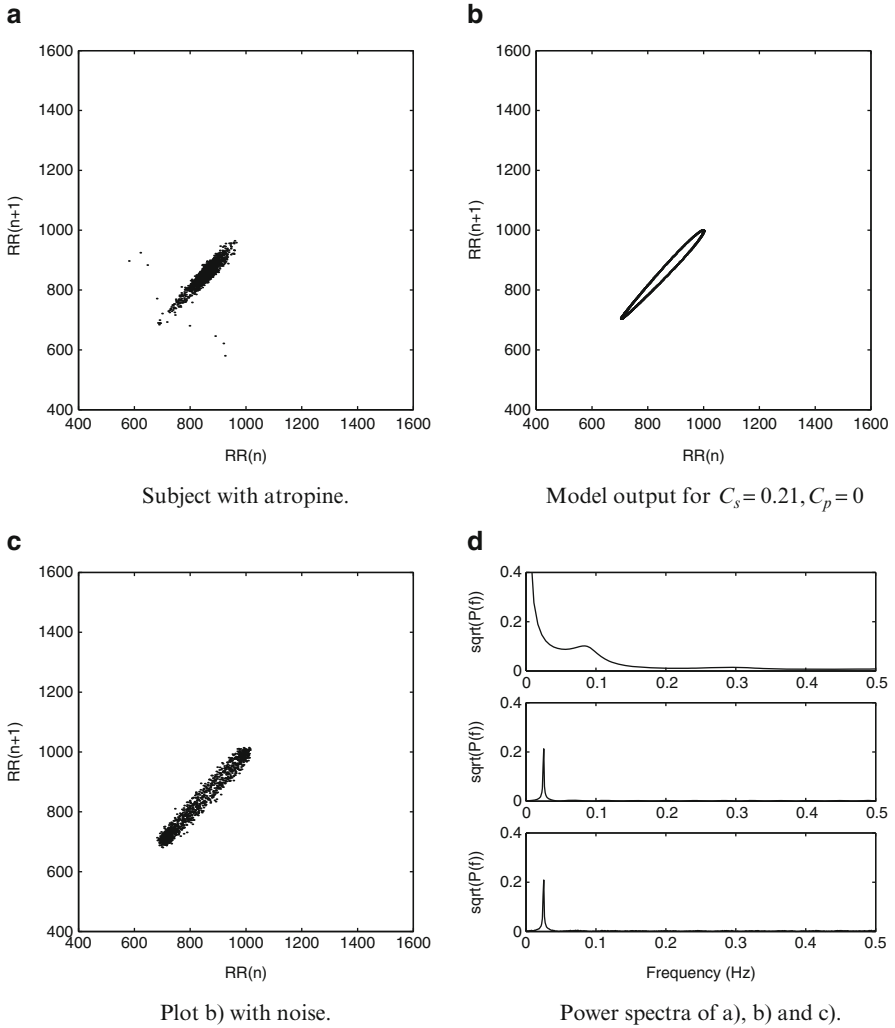 a
1600
1400
1200
1000
800
600
400
RR(n+1)
400 600 800 1000 1200 1400 1600
RR(n)
Subject with atropine.
b
1600
1400
1200
1000
800
600
400
RR(n+1)
400 600 800 1000 1200 1400 1600
RR(n)
Model output for C_s = 0.21, C_p = 0
c
1600
1400
1200
1000
800
600
400
RR(n+1)
400 600 800 1000 1200 1400 1600
RR(n)
Plot b) with noise.
d
0.4
0.2
0
sqrt(P(f))
0 0.1 0.2 0.3 0.4 0.5
0.4
0.2
0
sqrt(P(f))
0 0.1 0.2 0.3 0.4 0.5
0.4
0.2
0
sqrt(P(f))
0 0.1 0.2 0.3 0.4 0.5
Frequency (Hz)
Power spectra of a), b) and c).